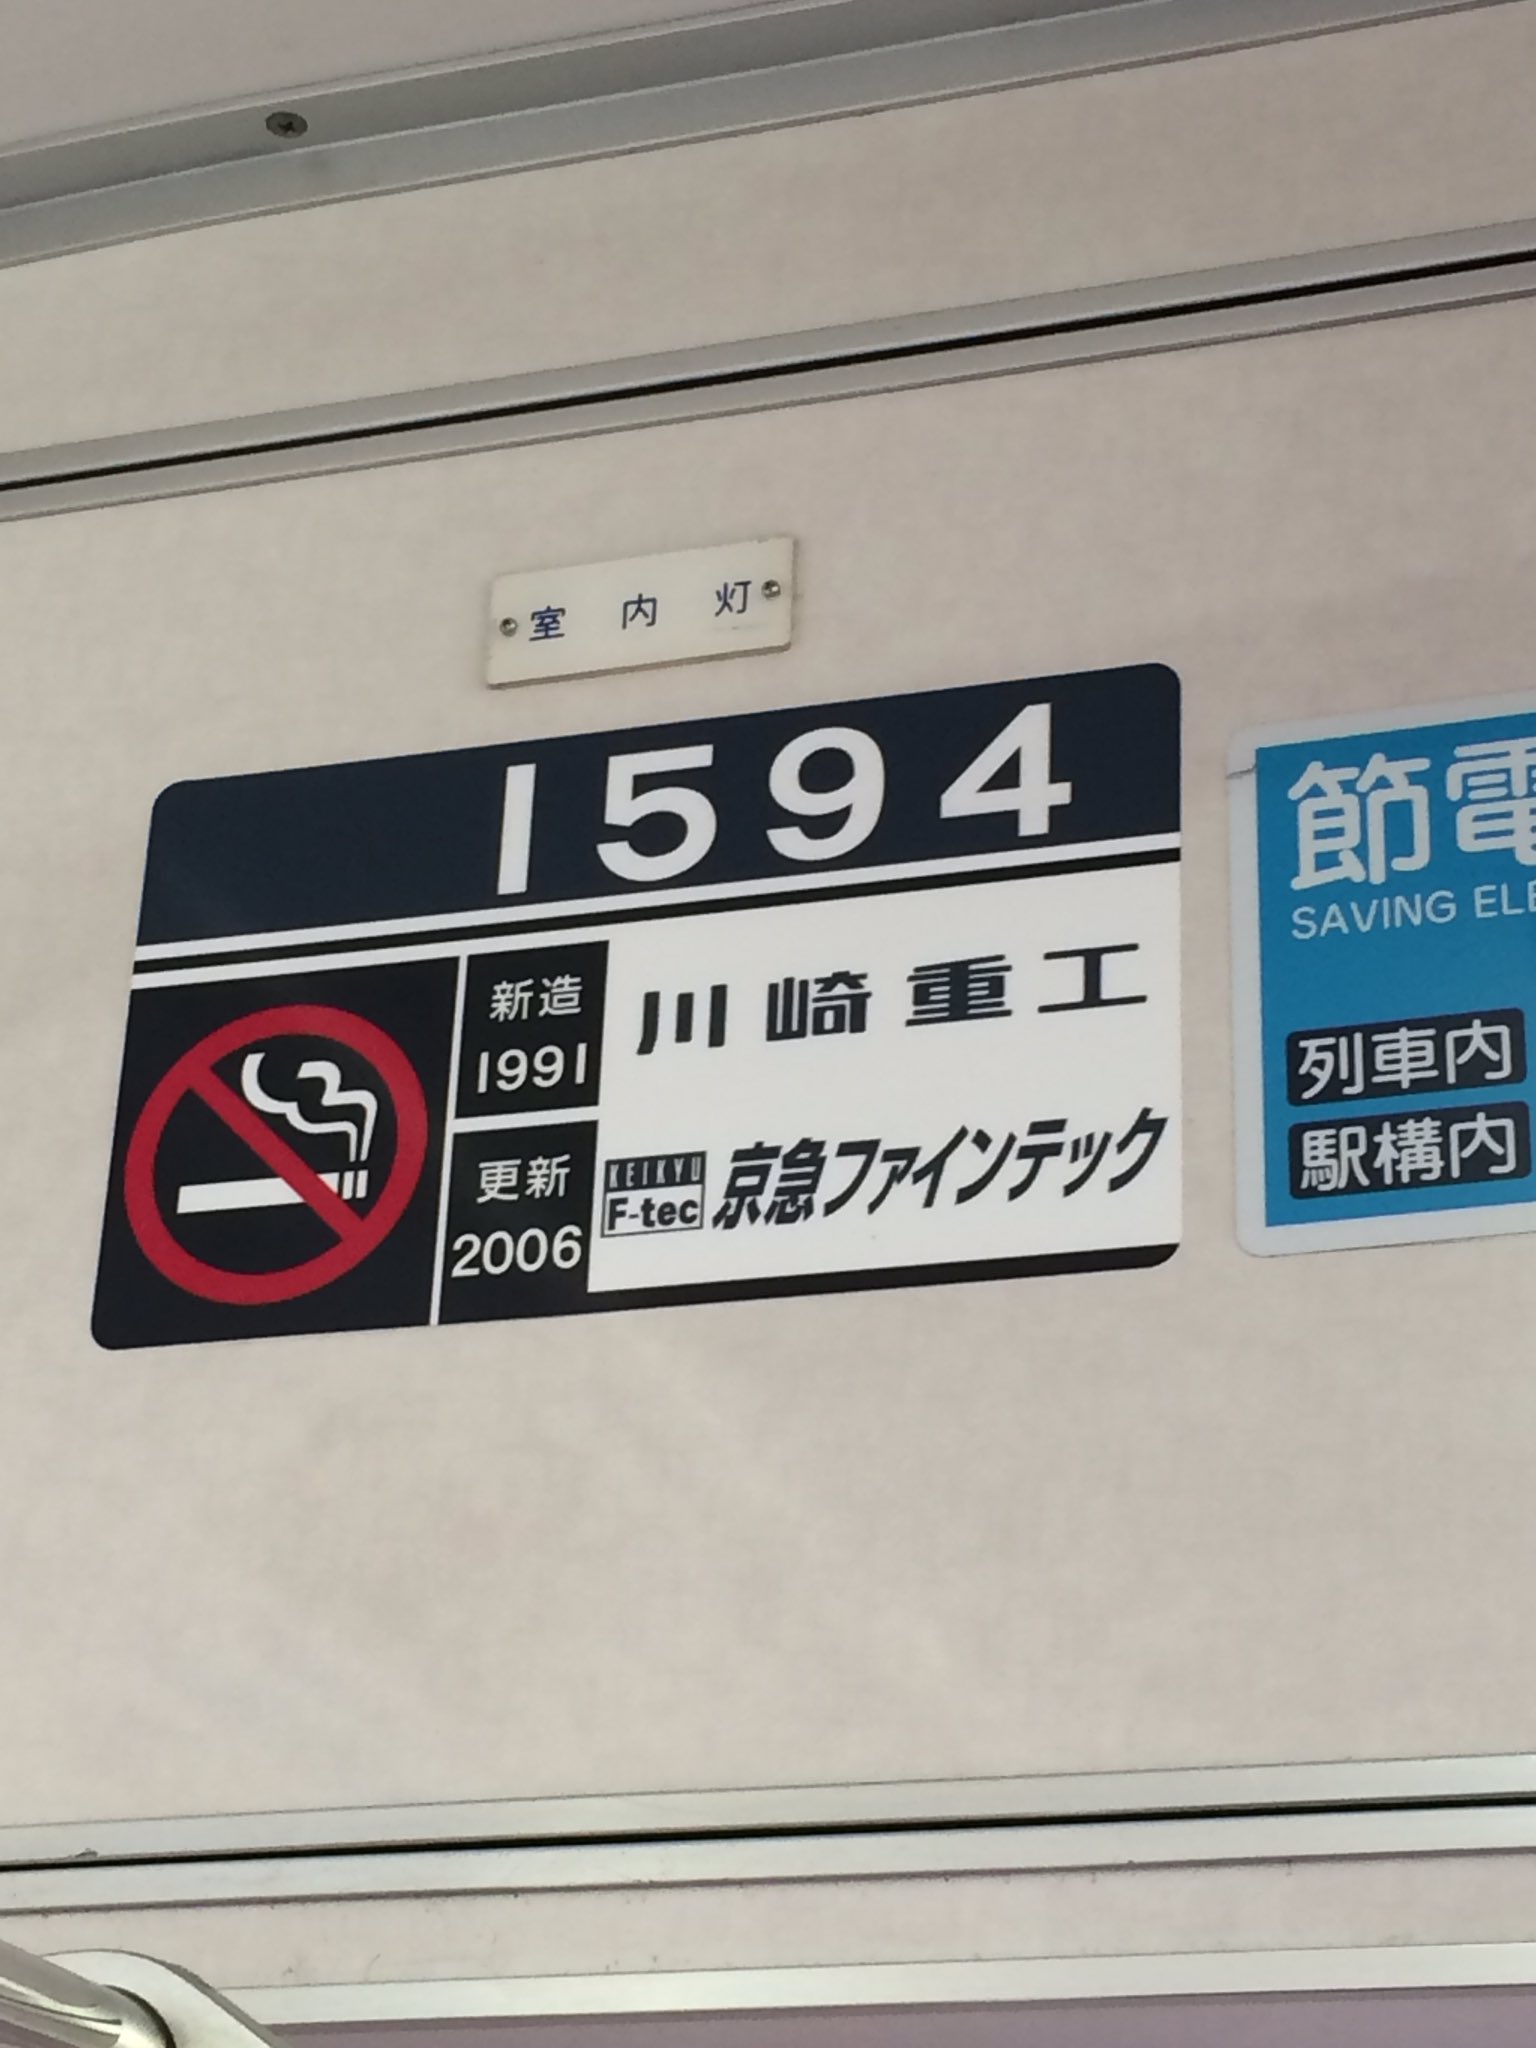 室内灯
1594
新造
1991
川崎重工
更新
2006
KEIKYU
F-tec
京急ファインテック
節電
SAVING ELE
列車内
駅構内